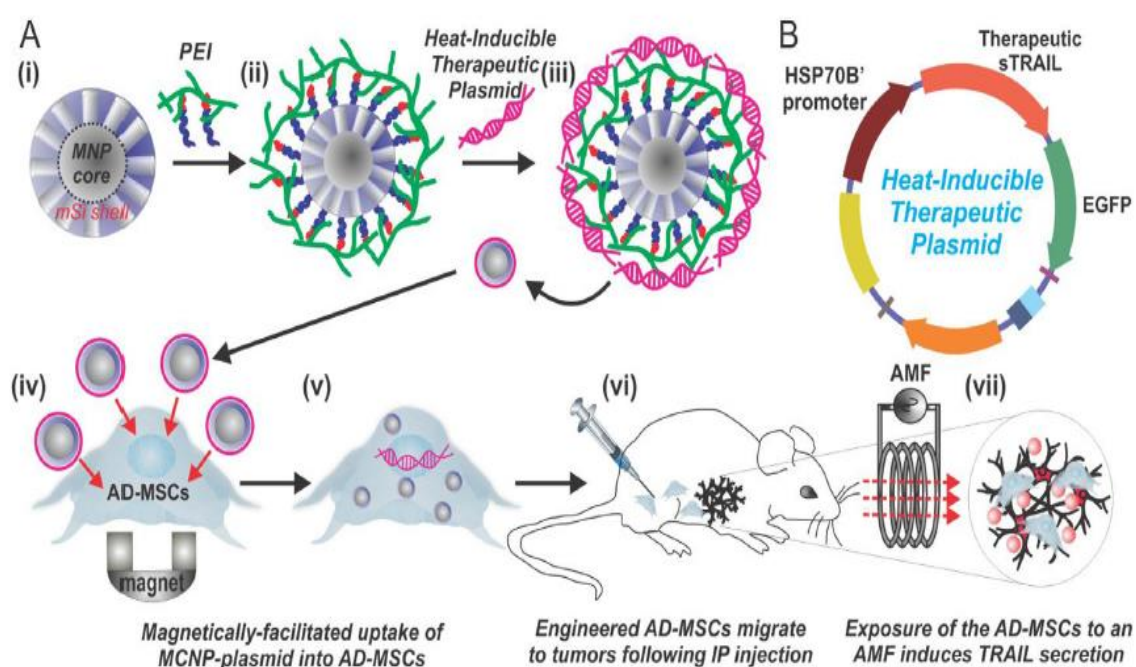 A
(i)
MNP
core
mSi shell
PEI
(ii)
Heat-Inducible
Therapeutic
Plasmid
(iii)
B
HSP70B'
promoter
Therapeutic
sTRAIL
EGFP
Heat-Inducible
Therapeutic
Plasmid
(iv)
AD-MSCs
magnet
(v)
(vi)
AMF
(vii)
Magnetically-facilitated uptake of
MCNP-plasmid into AD-MSCs
Engineered AD-MSCs migrate
to tumors following IP injection
Exposure of the AD-MSCs to an
AMF induces TRAIL secretion